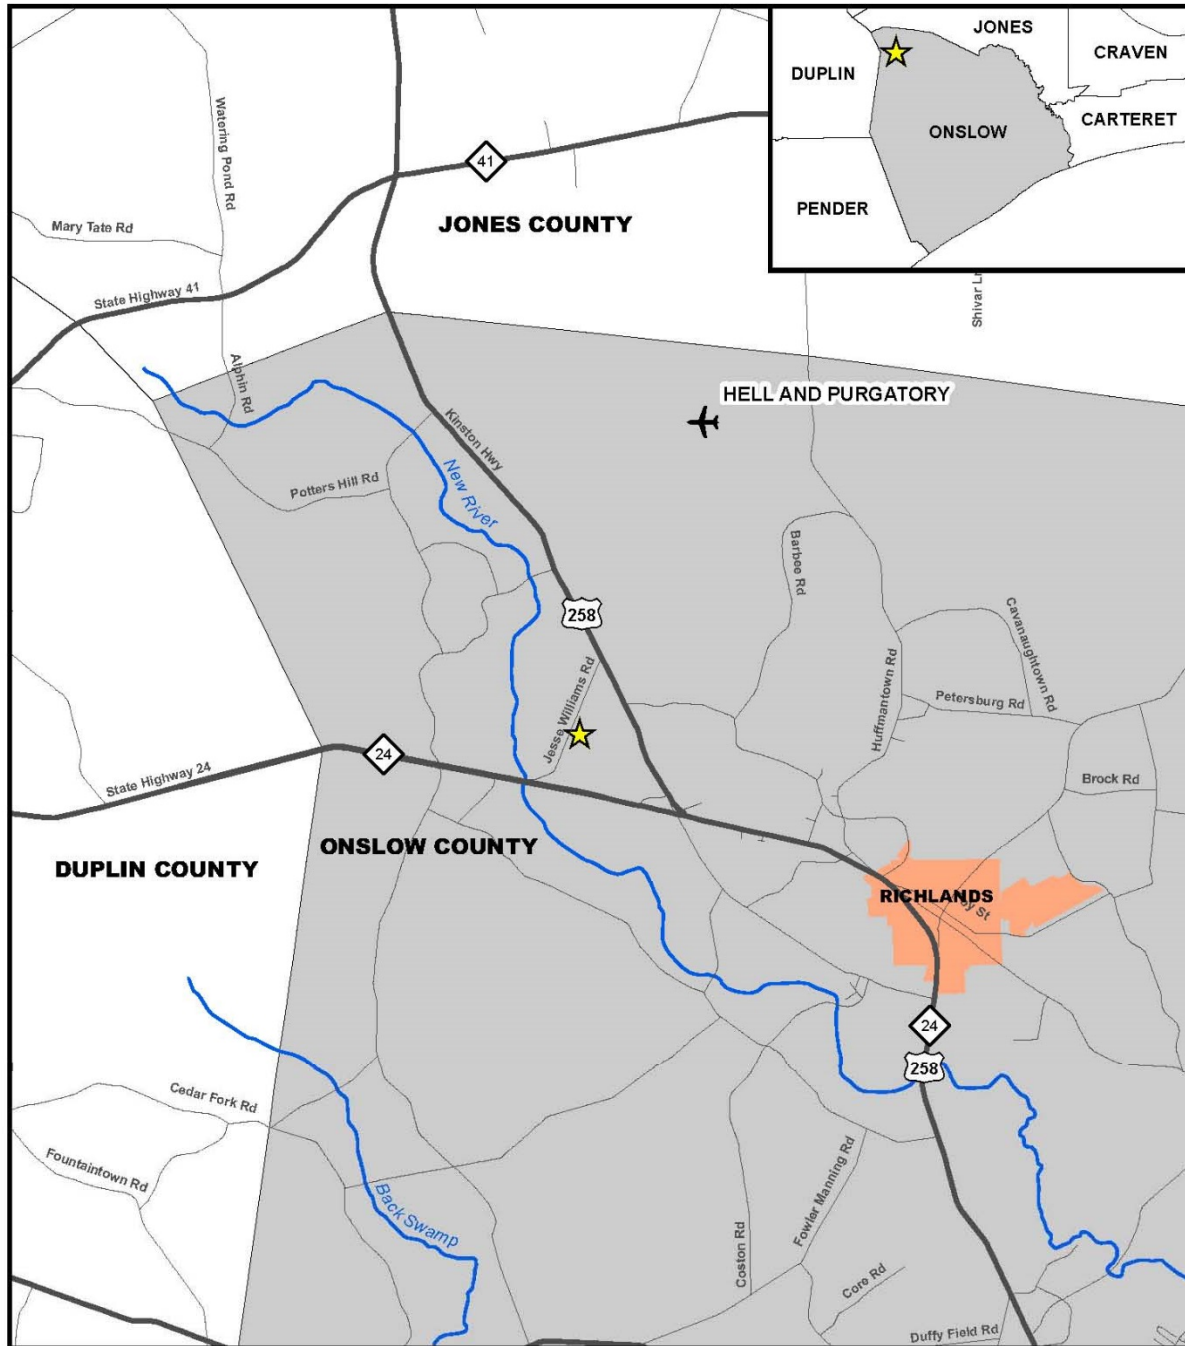 JONES
CRAVEN
DUPLIN
CARTERET
ONSLOW
PENDER
Watering Pond Rd
41
Mary Tate Rd
JONES COUNTY
State Highway 41
Shivar Ln
Alphin Rd
HELL AND PURGATORY
Kinston Hwy
New River
Potters Hill Rd
Barbee Rd
258
Cavanaughtown Rd
Jesse Williams Rd
Huffmantown Rd
Petersburg Rd
24
State Highway 24
Brock Rd
ONSLOW COUNTY
DUPLIN COUNTY
RICHLANDS
St
24
258
Cedar Fork Rd
Fountaintown Rd
Back Swamp
Fowler Manning Rd
Coston Rd
Core Rd
Duffy Field Rd